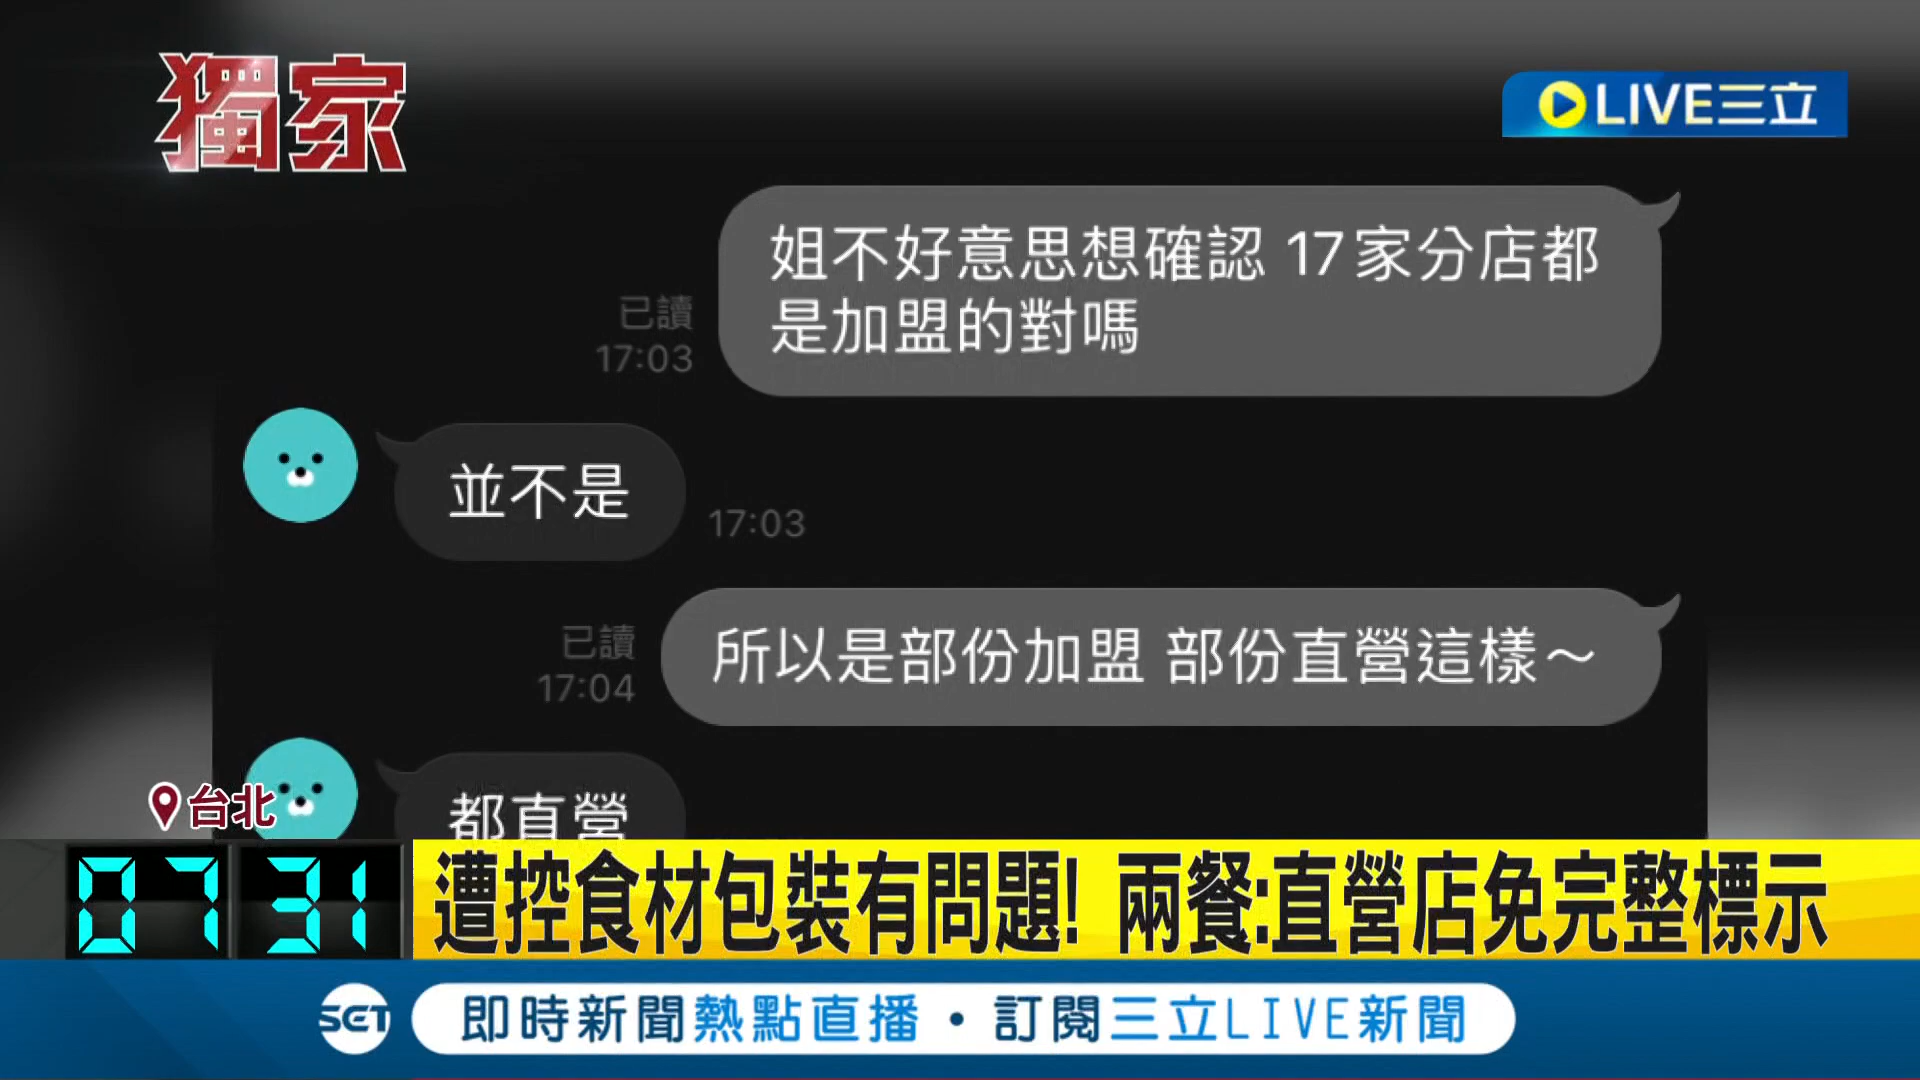 獨家
LIVE三立
姐不好意思想確認 17家分店都
是加盟的對嗎
已讀
17:03
並不是
17:03
所以是部份加盟 部份直營這樣～
已讀
17:04
都直營
台北
07 31
遭控食材包裝有問題! 兩餐:直營店免完整標示
SET
即時新聞熱點直播・訂閱三立LIVE新聞